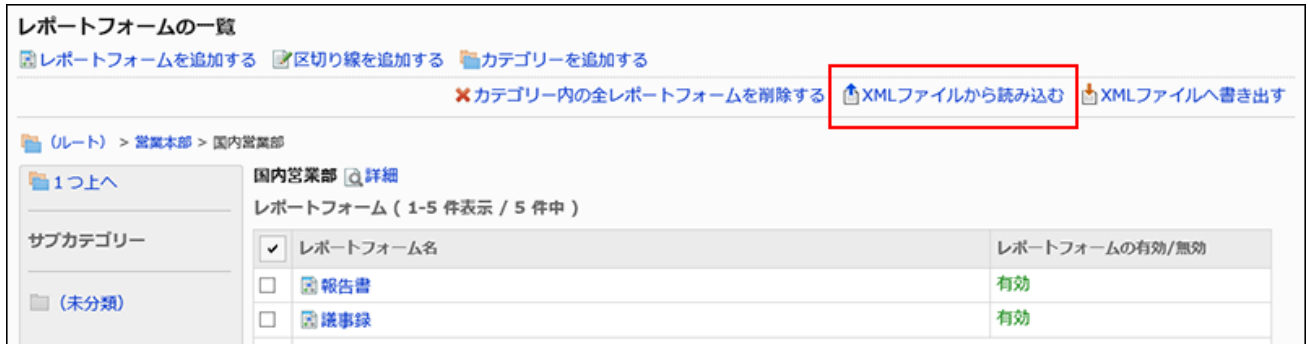 レポートフォームの一覧
レポートフォームを追加する 区切り線を追加する カテゴリーを追加する
カテゴリー内の全レポートフォームを削除する XMLファイルから読み込む XMLファイルへ書き出す
(ルート) > 営業本部 > 国内営業部
1つ上へ
サブカテゴリー
(未分類)
国内営業部 詳細
レポートフォーム ( 1-5 件表示 / 5 件中 )
レポートフォーム名 レポートフォームの有効/無効
報告書 有効
議事録 有効